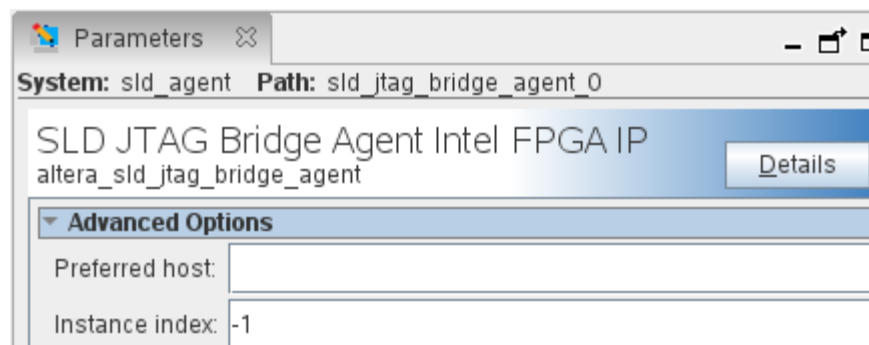 Parameters
System: sld_agent Path: sld_jtag_bridge_agent_0
SLD JTAG Bridge Agent Intel FPGA IP
altera_sld_jtag_bridge_agent
Details
Advanced Options
Preferred host:
Instance index: -1